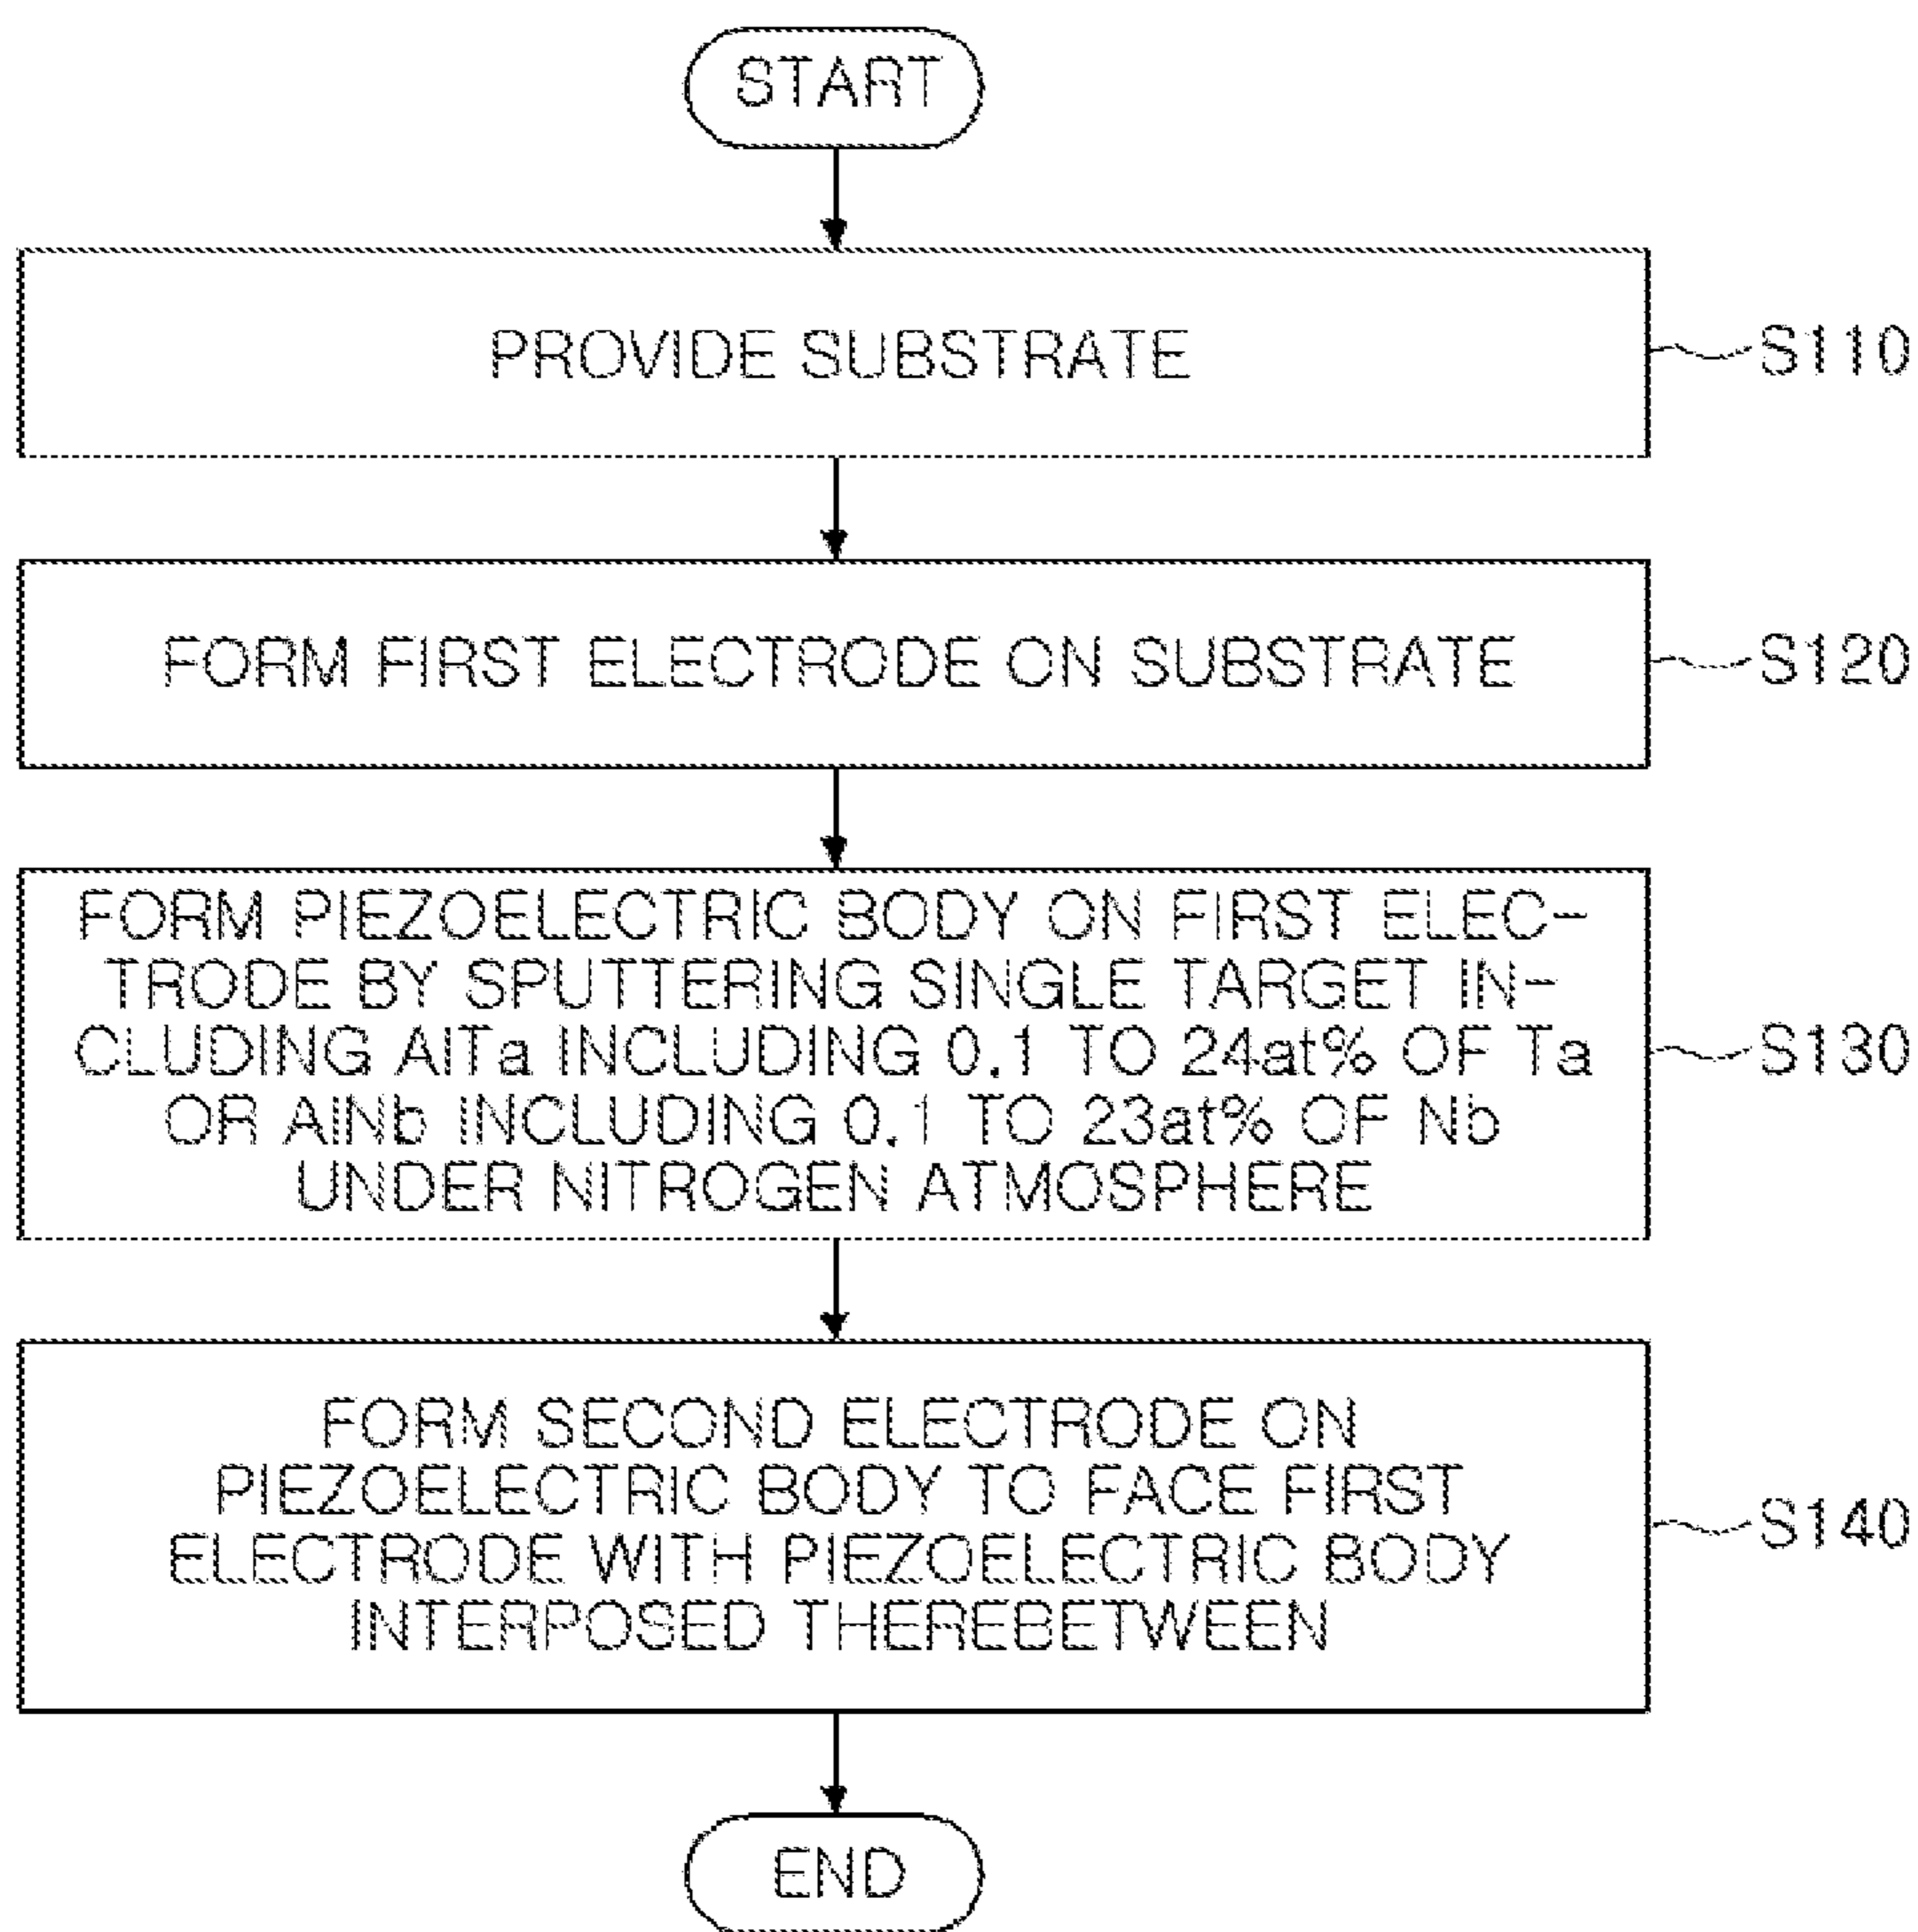 START
PROVIDE SUBSTRATE
S110
FORM FIRST ELECTRODE ON SUBSTRATE
S120
FORM PIEZOELECTRIC BODY ON FIRST ELEC-
TRODE BY SPUTTERING SINGLE TARGET IN-
CLUDING AlTa INCLUDING 0.1 TO 24at% OF Ta
OR AlNb INCLUDING 0.1 TO 23at% OF Nb
UNDER NITROGEN ATMOSPHERE
S130
FORM SECOND ELECTRODE ON
PIEZOELECTRIC BODY TO FACE FIRST
ELECTRODE WITH PIEZOELECTRIC BODY
INTERPOSED THEREBETWEEN
S140
END